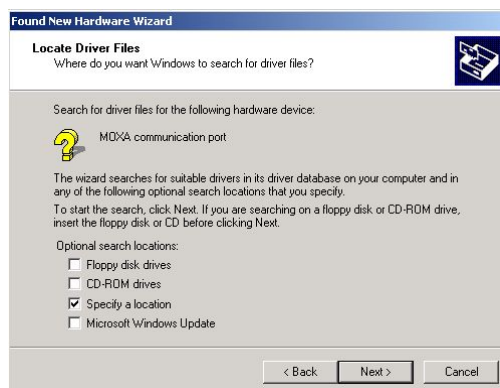 Found New Hardware Wizard
Locate Driver Files
Where do you want Windows to search for driver files?
Search for driver files for the following hardware device:
MOXA communication port
The wizard searches for suitable drivers in its driver database on your computer and in
any of the following optional search locations that you specify.
To start the search, click Next. If you are searching on a floppy disk or CD-ROM drive,
insert the floppy disk or CD before clicking Next.
Optional search locations:
Floppy disk drives
CD-ROM drives
Specify a location
Microsoft Windows Update
< Back Next > Cancel